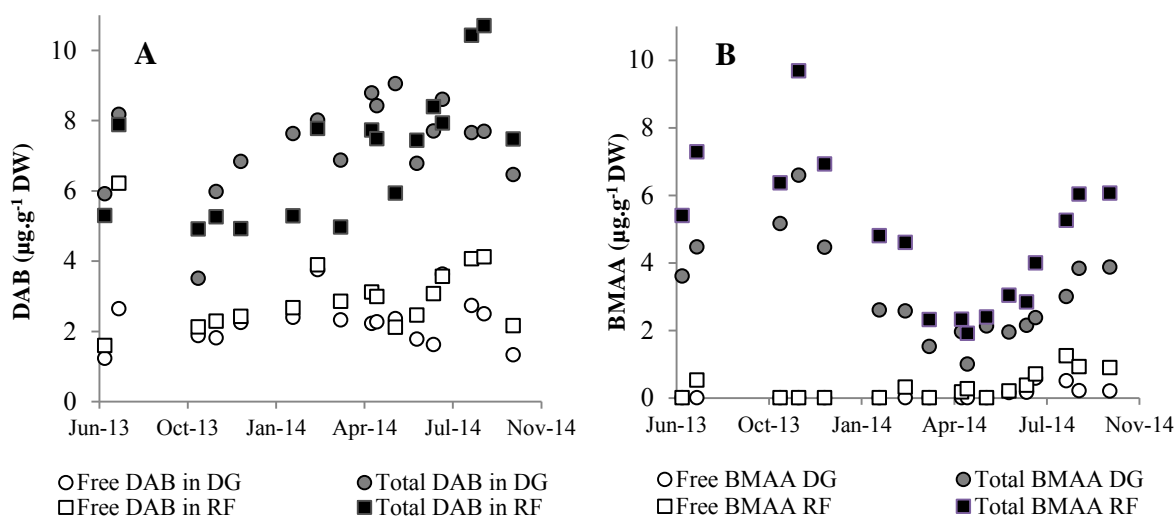 A
DAB (µg.g-1 DW)
10
8
6
4
2
0
Jun-13 Oct-13 Jan-14 Apr-14 Jul-14 Nov-14
Free DAB in DG Total DAB in DG
Free DAB in RF Total DAB in RF
B
BMAA (µg.g-1 DW)
10
8
6
4
2
0
Jun-13 Oct-13 Jan-14 Apr-14 Jul-14 Nov-14
Free BMAA DG Total BMAA DG
Free BMAA RF Total BMAA RF